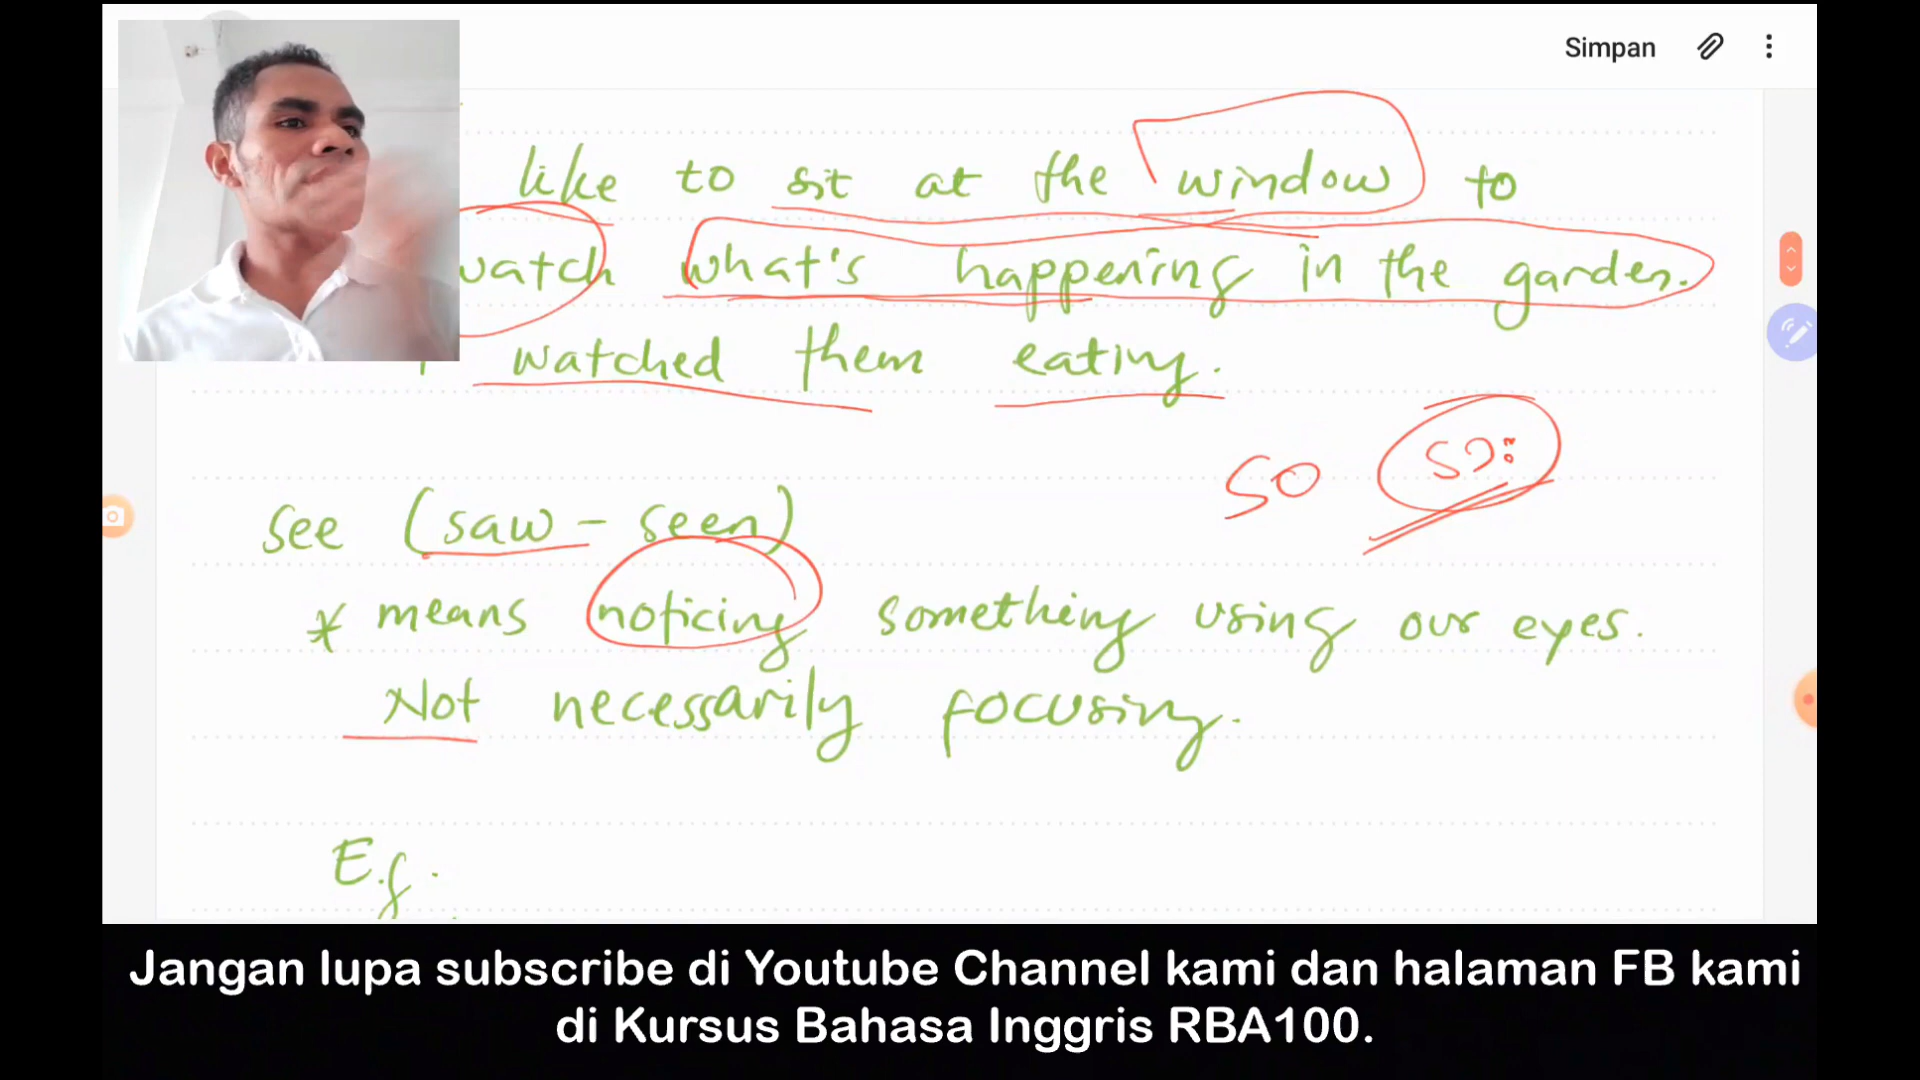 Simpan
like to sit at the window to
watch what's happening in the garden.
I watched them eating.
so so:
see (saw - seen)
* means noticing something using our eyes.
Not necessarily focusing.
E.g.
Jangan lupa subscribe di Youtube Channel kami dan halaman FB kami
di Kursus Bahasa Inggris RBA100.